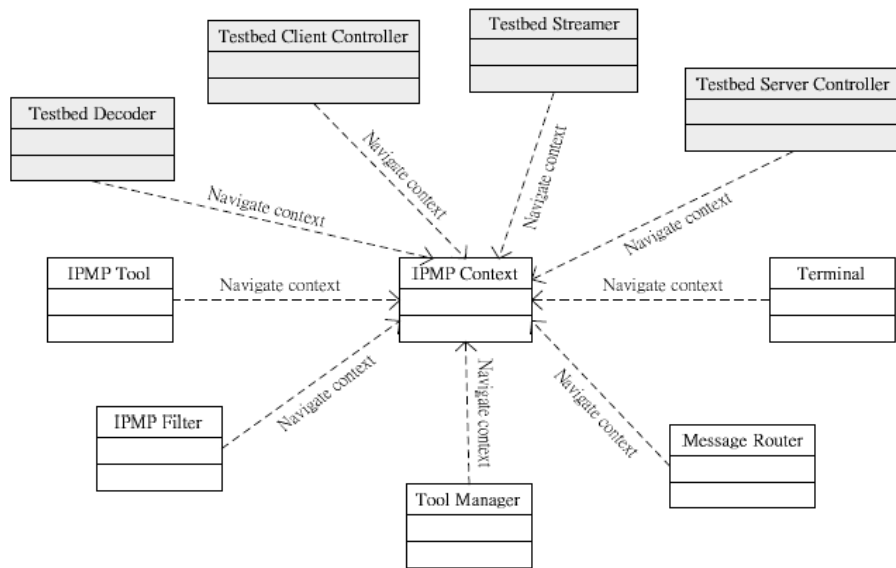 Testbed Client Controller
Testbed Streamer
Testbed Server Controller
Testbed Decoder
Navigate context
Navigate context
Navigate context
Navigate context
IPMP Tool
Navigate context
IPMP Context
Navigate context
Terminal
IPMP Filter
Navigate context
Navigate context
Navigate context
Message Router
Tool Manager